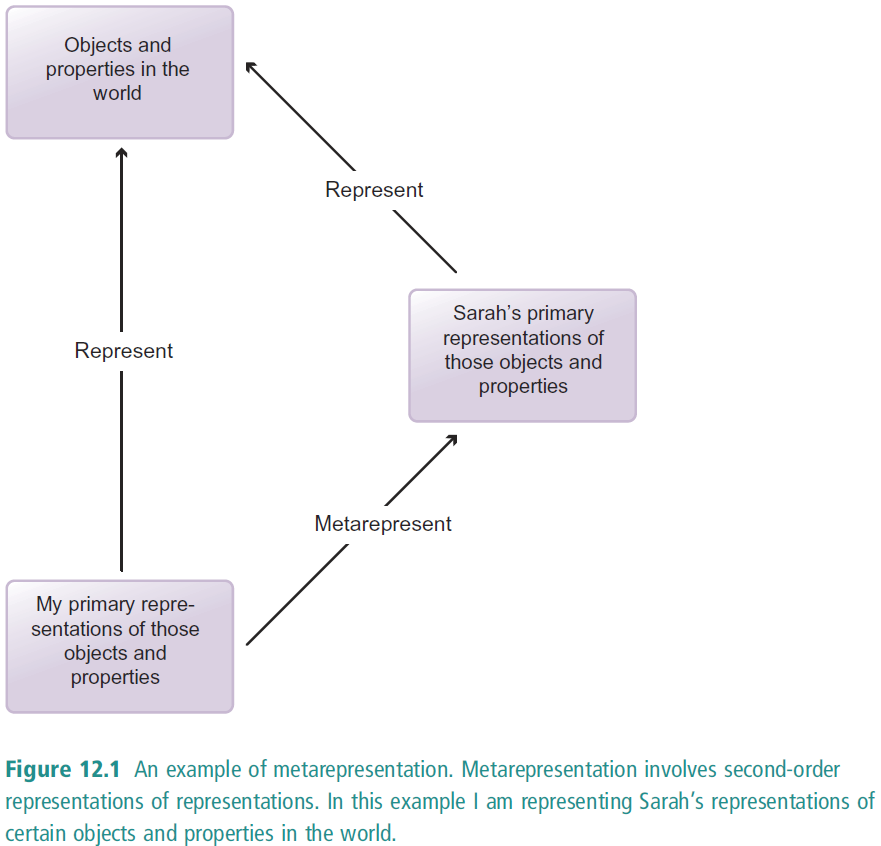 Objects and
properties in the
world
Represent
Sarah’s primary
representations of
those objects and
properties
Represent
Metarepresent
My primary repre-
sentations of those
objects and
properties
Figure 12.1 An example of metarepresentation. Metarepresentation involves second-order
representations of representations. In this example I am representing Sarah’s representations of
certain objects and properties in the world.